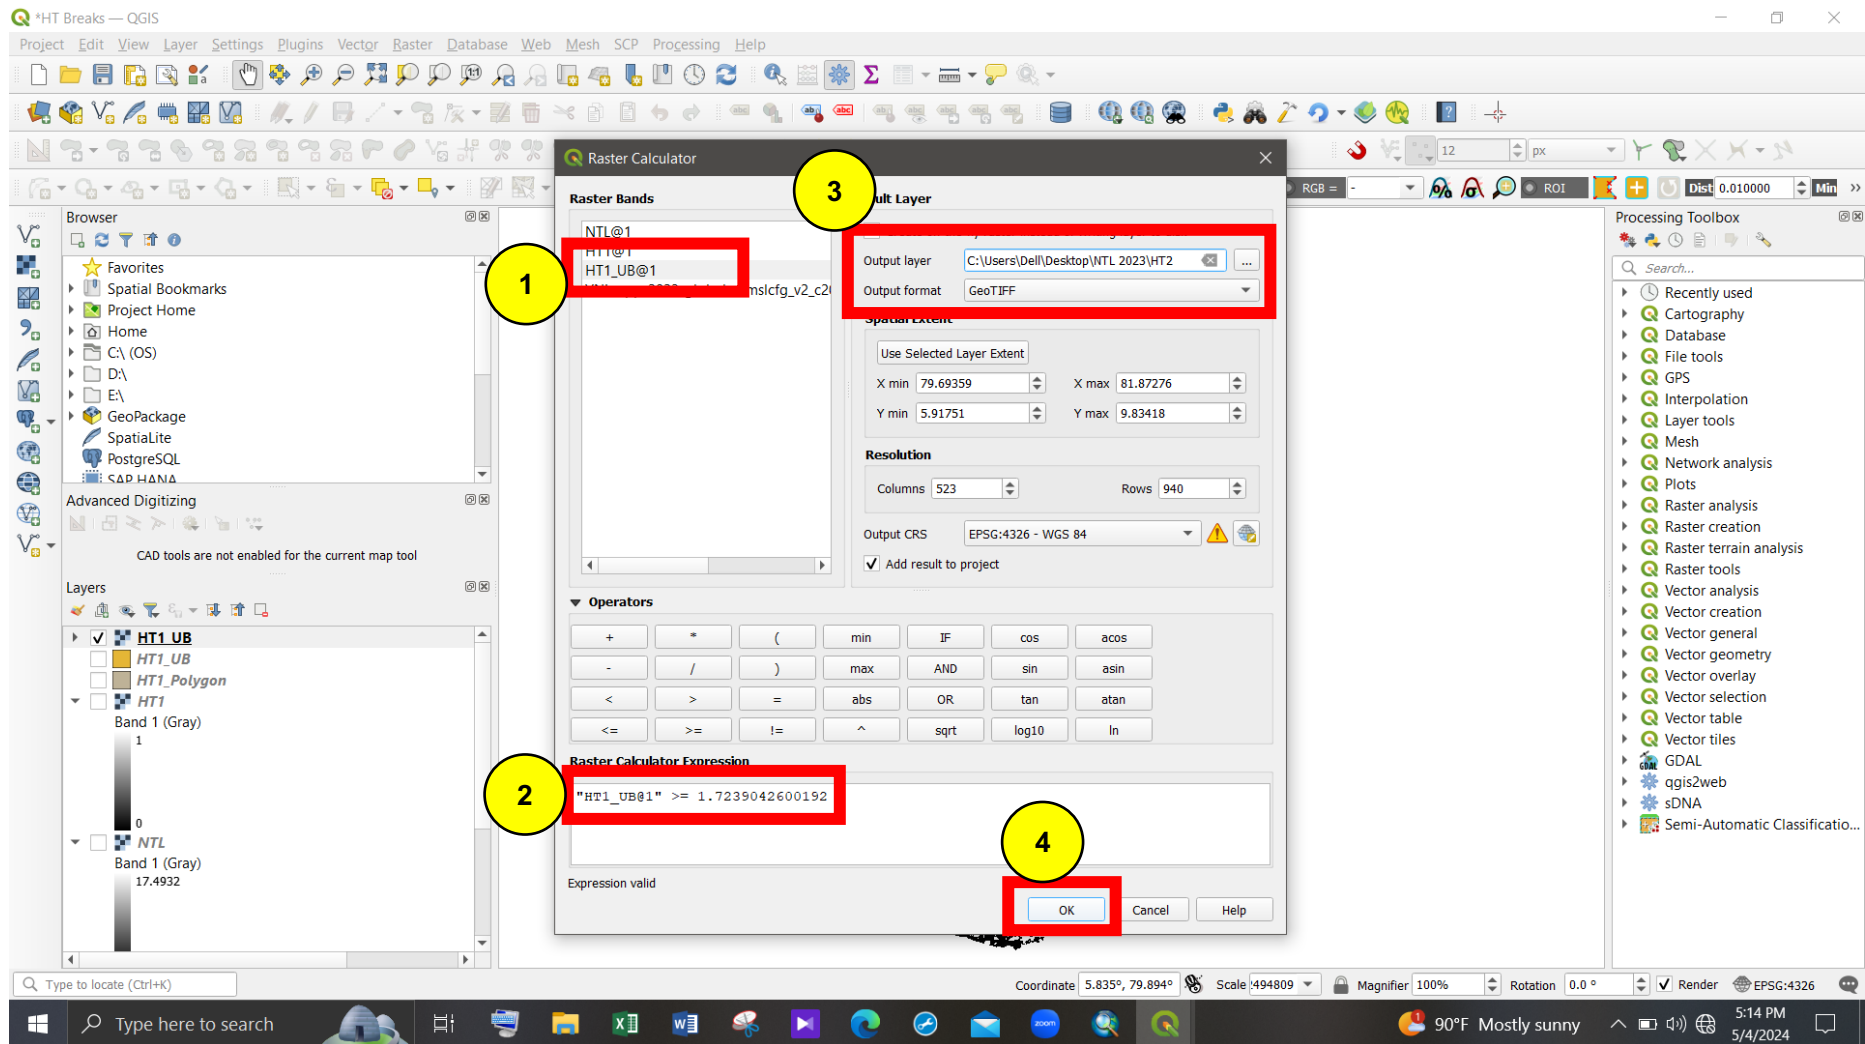 *HT Breaks — QGIS
Project Edit View Layer Settings Plugins Vector Raster Database Web Mesh SCP Processing Help
12 px
RGB = - ROI Dist 0.010000 Min »
Browser
Favorites
Spatial Bookmarks
Project Home
Home
C:\ (OS)
D:\
E:\
GeoPackage
SpatiaLite
PostgreSQL
SAP HANA
Advanced Digitizing
CAD tools are not enabled for the current map tool
Layers
HT1_UB
HT1_UB
HT1_Polygon
HT1
Band 1 (Gray)
1
0
NTL
Band 1 (Gray)
17.4932
Raster Calculator
Raster Bands
NTL@1
HT1@1
HT1_UB@1
mslcfg_v2_c20
1
3
ult Layer
Output layer C:\Users\Dell\Desktop\NTL 2023\HT2 ...
Output format GeoTIFF
Spatial Extent
Use Selected Layer Extent
X min 79.69359 X max 81.87276
Y min 5.91751 Y max 9.83418
Resolution
Columns 523 Rows 940
Output CRS EPSG:4326 - WGS 84
Add result to project
Operators
+ * ( min IF cos acos
- / ) max AND sin asin
< > = abs OR tan atan
<= >= != ^ sqrt log10 ln
Raster Calculator Expression
2
"HT1_UB@1" >= 1.7239042600192
4
Expression valid
OK Cancel Help
Processing Toolbox
Search...
Recently used
Cartography
Database
File tools
GPS
Interpolation
Layer tools
Mesh
Network analysis
Plots
Raster analysis
Raster creation
Raster terrain analysis
Raster tools
Vector analysis
Vector creation
Vector general
Vector geometry
Vector overlay
Vector selection
Vector table
Vector tiles
GDAL
qgis2web
sDNA
Semi-Automatic Classificatio...
Type to locate (Ctrl+K) Coordinate 5.835°, 79.894° Scale :494809 Magnifier 100% Rotation 0.0 ° Render EPSG:4326
Type here to search zoom 90°F Mostly sunny 5:14 PM
5/4/2024